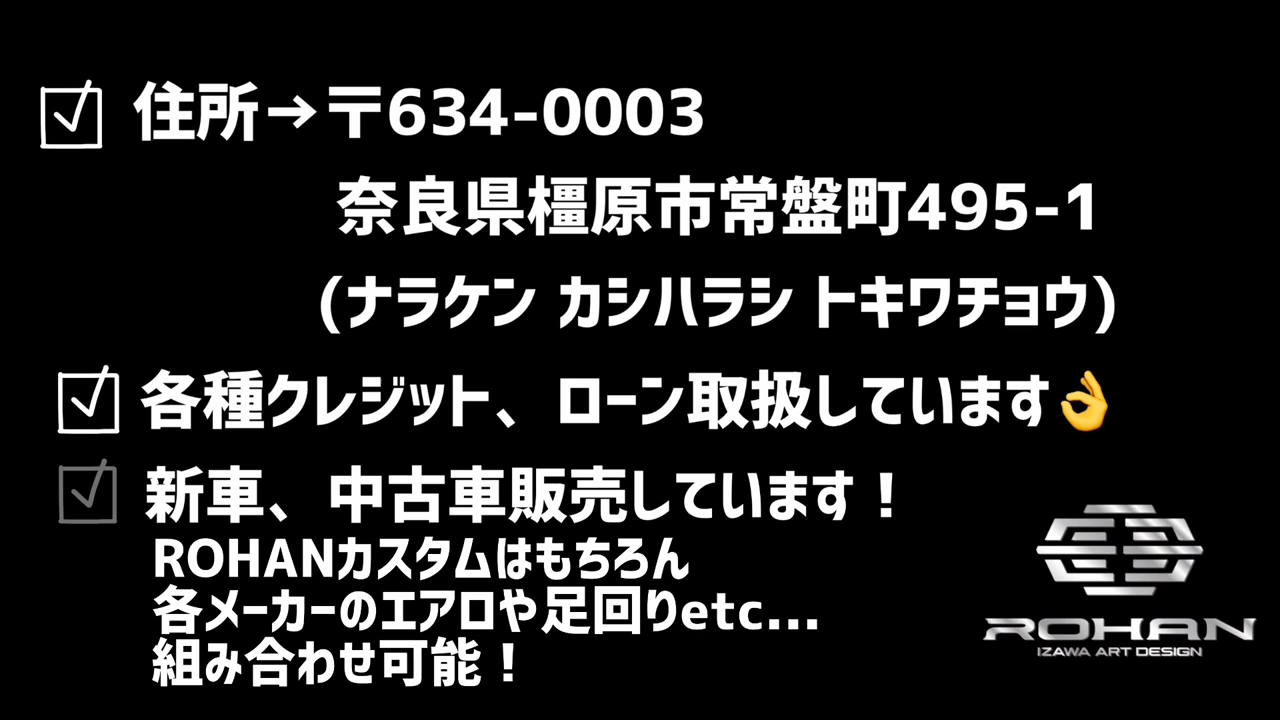 住所→〒634-0003
奈良県橿原市常盤町495-1
(ナラケン カシハラシ トキワチョウ)
各種クレジット、ローン取扱しています👌
新車、中古車販売しています！
ROHANカスタムはもちろん
各メーカーのエアロや足回りetc...
組み合わせ可能！
ROHAN
IZAWA ART DESIGN